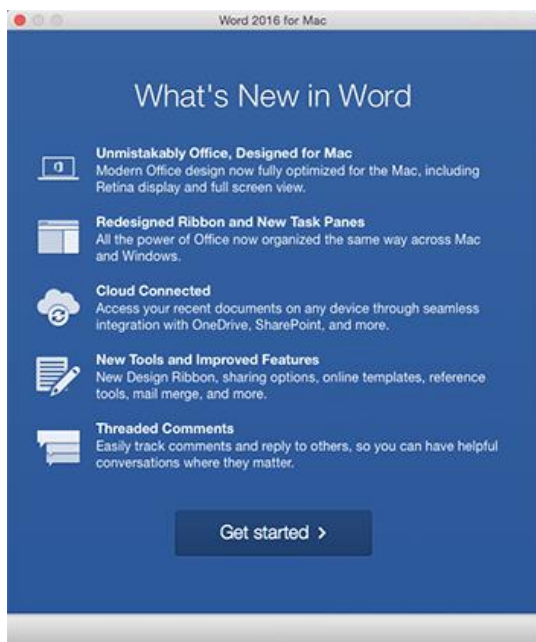 Word 2016 for Mac
What's New in Word
Unmistakably Office, Designed for Mac
Modern Office design now fully optimized for the Mac, including
Retina display and full screen view.
Redesigned Ribbon and New Task Panes
All the power of Office now organized the same way across Mac
and Windows.
Cloud Connected
Access your recent documents on any device through seamless
integration with OneDrive, SharePoint, and more.
New Tools and Improved Features
New Design Ribbon, sharing options, online templates, reference
tools, mail merge, and more.
Threaded Comments
Easily track comments and reply to others, so you can have helpful
conversations where they matter.
Get started >